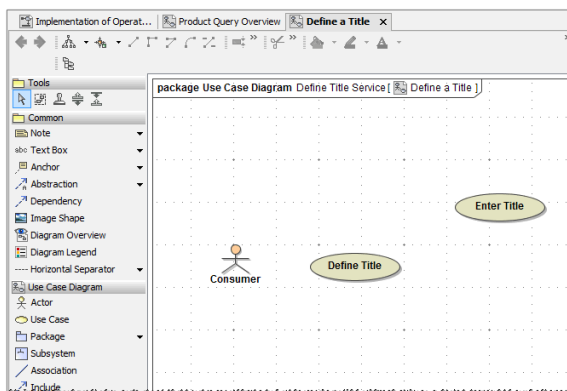 Implementation of Operat... Product Query Overview Define a Title
Tools
package Use Case Diagram Define Title Service [ Define a Title ]
Common
Note
abc Text Box
Anchor
Abstraction
Dependency
Image Shape
Diagram Overview
Diagram Legend
Horizontal Separator
Use Case Diagram
Actor
Use Case
Package
Subsystem
Association
Include
Enter Title
Define Title
Consumer